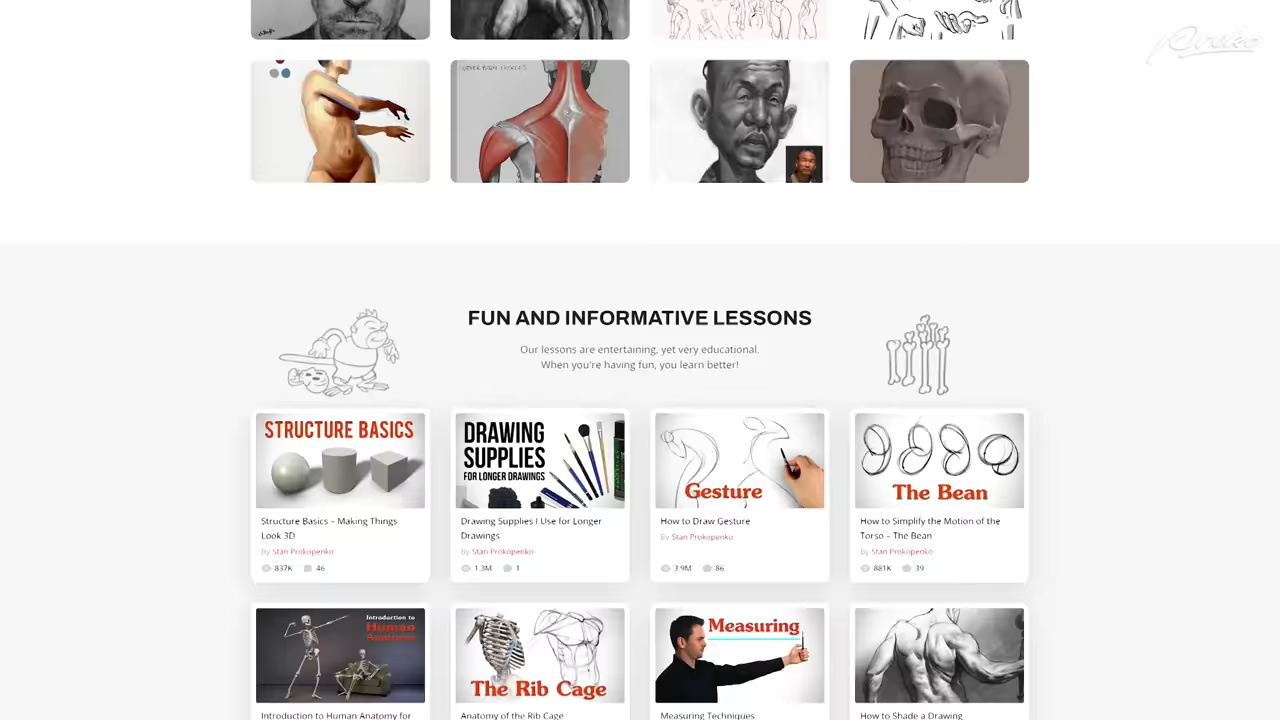 Proko
UPPER BACK MUSCLES
FUN AND INFORMATIVE LESSONS
Our lessons are entertaining, yet very educational.
When you're having fun, you learn better!
STRUCTURE BASICS
DRAWING
SUPPLIES
FOR LONGER DRAWINGS
Gesture
The Bean
Structure Basics – Making Things
Look 3D
By Stan Prokopenko
837K 46
Drawing Supplies I Use for Longer
Drawings
By Stan Prokopenko
1.3M 1
How to Draw Gesture
By Stan Prokopenko
3.9M 86
How to Simplify the Motion of the
Torso – The Bean
By Stan Prokopenko
881K 39
Introduction to
Human
Anatomy
The Rib Cage
Measuring
Introduction to Human Anatomy for
Anatomy of the Rib Cage
Measuring Techniques
How to Shade a Drawing